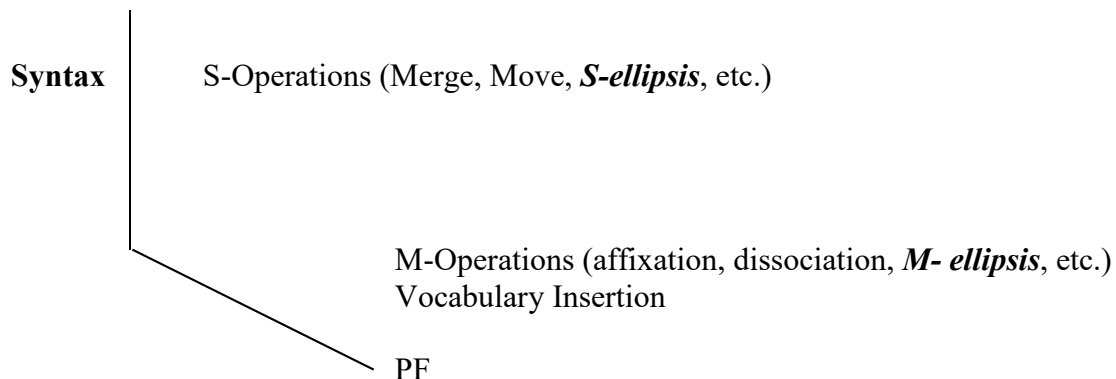 Syntax S-Operations (Merge, Move, S-ellipsis, etc.)
M-Operations (affixation, dissociation, M- ellipsis, etc.)
Vocabulary Insertion
PF